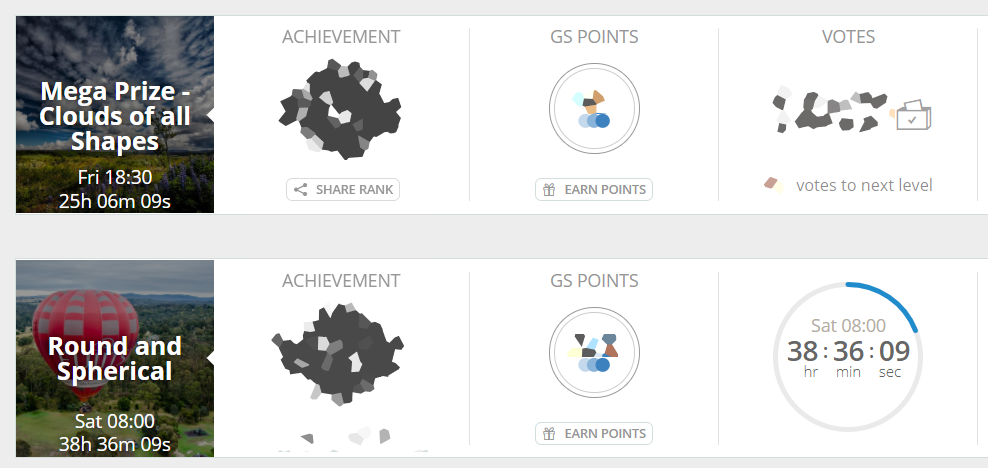 Mega Prize -
Clouds of all
Shapes
Fri 18:30
25h 06m 09s
ACHIEVEMENT
SHARE RANK
GS POINTS
EARN POINTS
VOTES
votes to next level
Round and
Spherical
Sat 08:00
38h 36m 09s
ACHIEVEMENT
GS POINTS
EARN POINTS
Sat 08:00
38 : 36 : 09
hr min sec